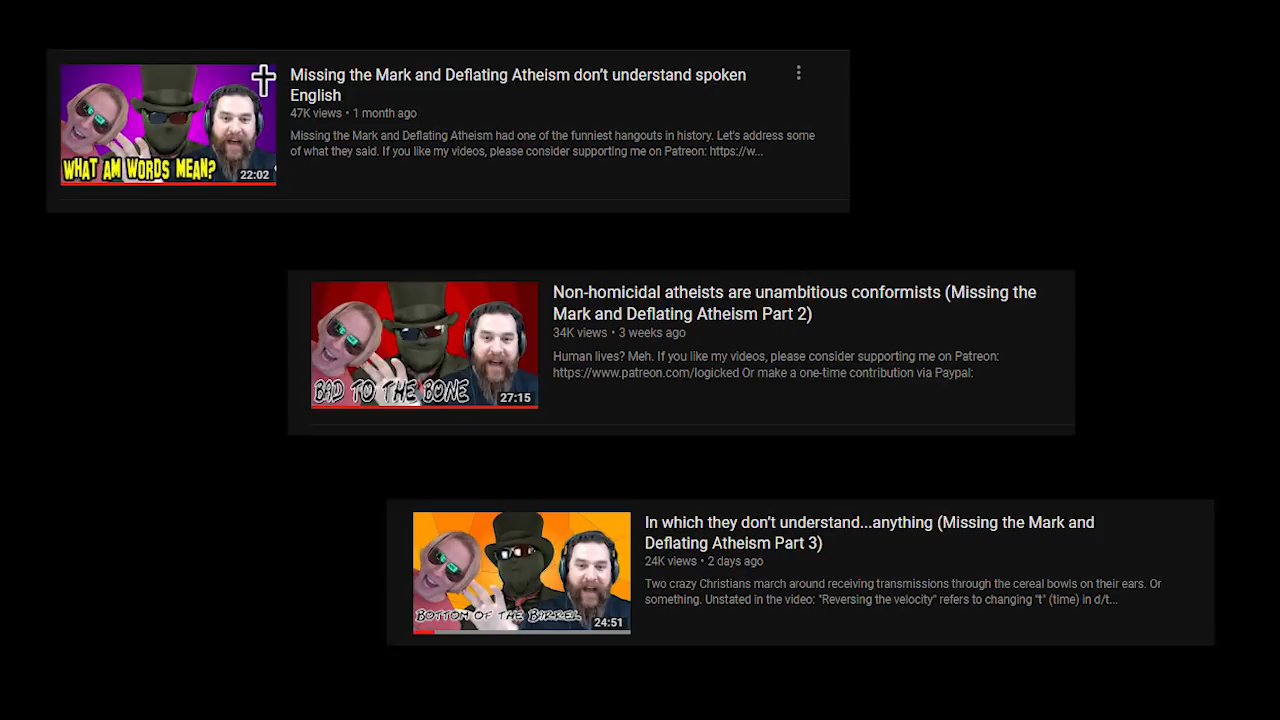 Missing the Mark and Deflating Atheism don't understand spoken
English
47K views • 1 month ago
Missing the Mark and Deflating Atheism had one of the funniest hangouts in history. Let's address some
of what they said. If you like my videos, please consider supporting me on Patreon: https://w...
WHAT AM WORDS MEAN?
22:02
Non-homicidal atheists are unambitious conformists (Missing the
Mark and Deflating Atheism Part 2)
34K views • 3 weeks ago
Human lives? Meh. If you like my videos, please consider supporting me on Patreon:
https://www.patreon.com/logicked Or make a one-time contribution via Paypal:
BAD TO THE BONE
27:15
In which they don't understand...anything (Missing the Mark and
Deflating Atheism Part 3)
24K views • 2 days ago
Two crazy Christians march around receiving transmissions through the cereal bowls on their ears. Or
something. Unstated in the video: "Reversing the velocity" refers to changing "t" (time) in d/t...
BOTTOM OF THE BIRREL
24:51